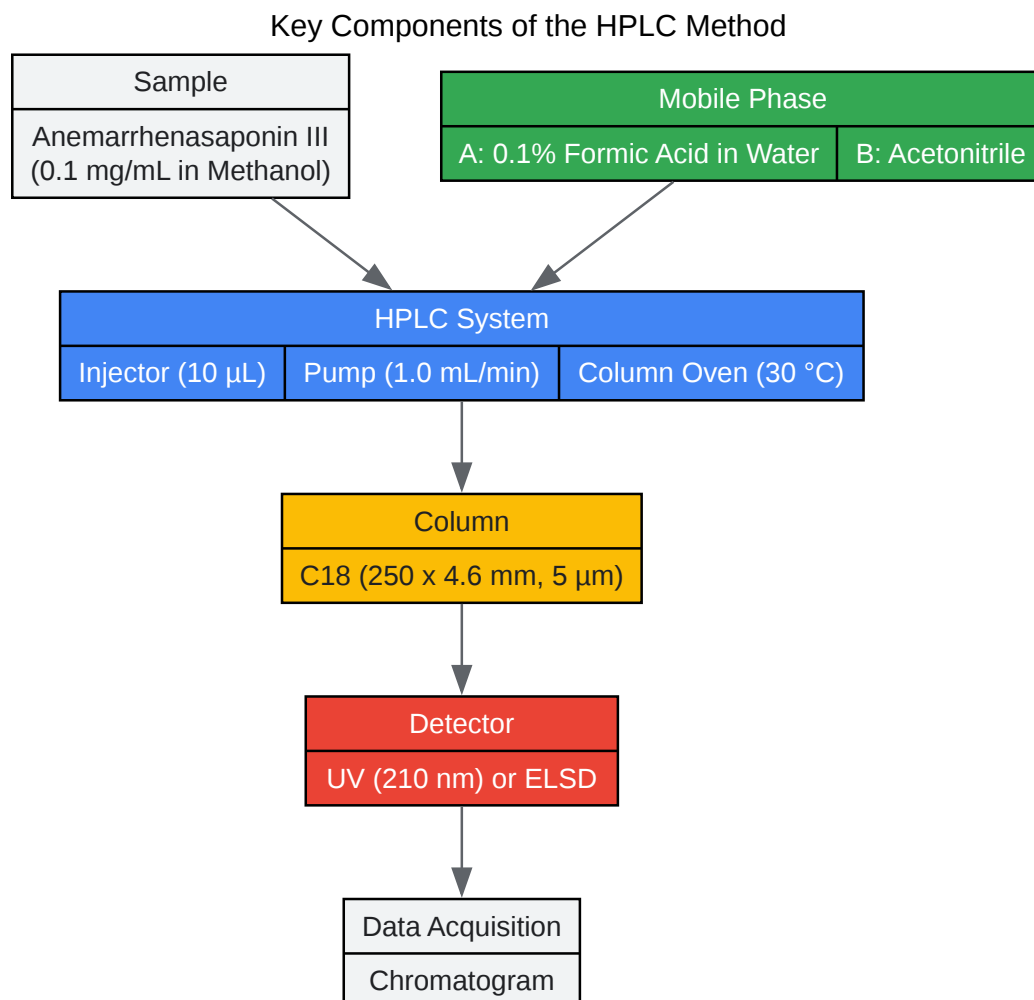 Key Components of the HPLC Method
Sample
Anemarrhenasaponin III
(0.1 mg/mL in Methanol)
Mobile Phase
A: 0.1% Formic Acid in Water
B: Acetonitrile
HPLC System
Injector (10 µL)
Pump (1.0 mL/min)
Column Oven (30 °C)
Column
C18 (250 x 4.6 mm, 5 µm)
Detector
UV (210 nm) or ELSD
Data Acquisition
Chromatogram